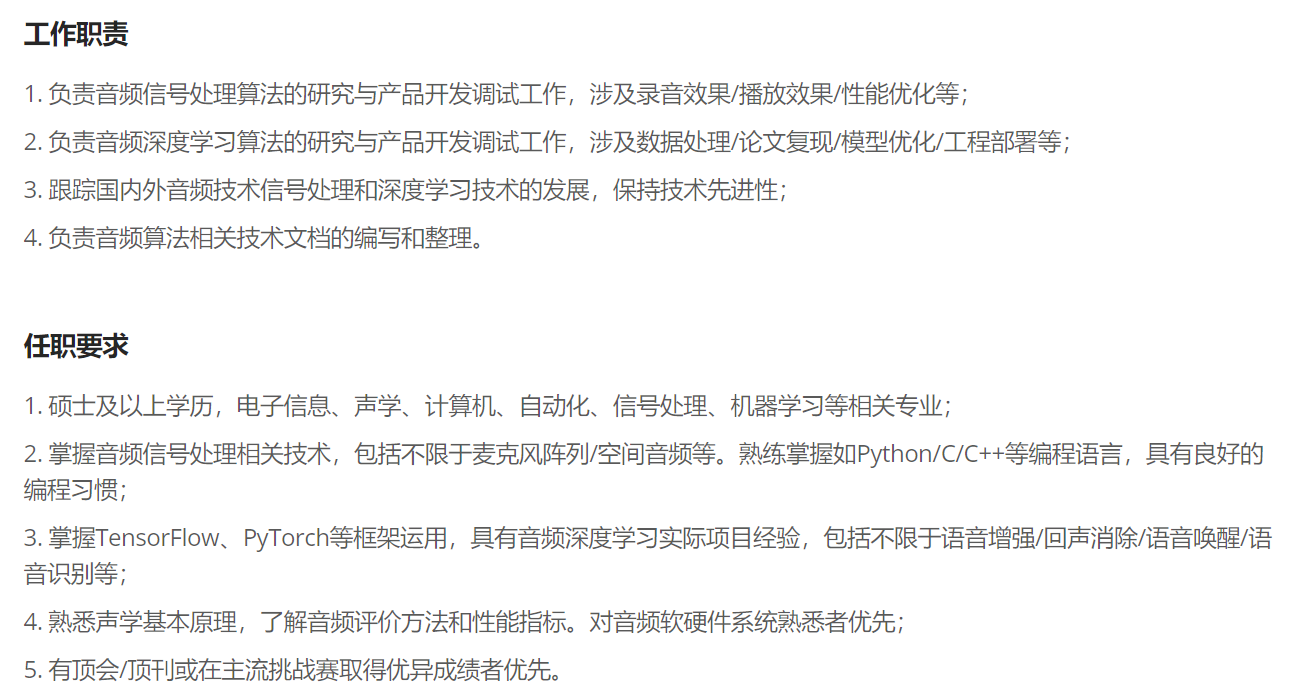 工作职责
1. 负责音频信号处理算法的研究与产品开发调试工作，涉及录音效果/播放效果/性能优化等；
2. 负责音频深度学习算法的研究与产品开发调试工作，涉及数据处理/论文复现/模型优化/工程部署等；
3. 跟踪国内外音频技术信号处理和深度学习技术的发展，保持技术先进性；
4. 负责音频算法相关技术文档的编写和整理。
任职要求
1. 硕士及以上学历，电子信息、声学、计算机、自动化、信号处理、机器学习等相关专业；
2. 掌握音频信号处理相关技术，包括不限于麦克风阵列/空间音频等。熟练掌握如Python/C/C++等编程语言，具有良好的
编程习惯；
3. 掌握TensorFlow、PyTorch等框架运用，具有音频深度学习实际项目经验，包括不限于语音增强/回声消除/语音唤醒/语
音识别等；
4. 熟悉声学基本原理，了解音频评价方法和性能指标。对音频软硬件系统熟悉者优先；
5. 有顶会/顶刊或在主流挑战赛取得优异成绩者优先。